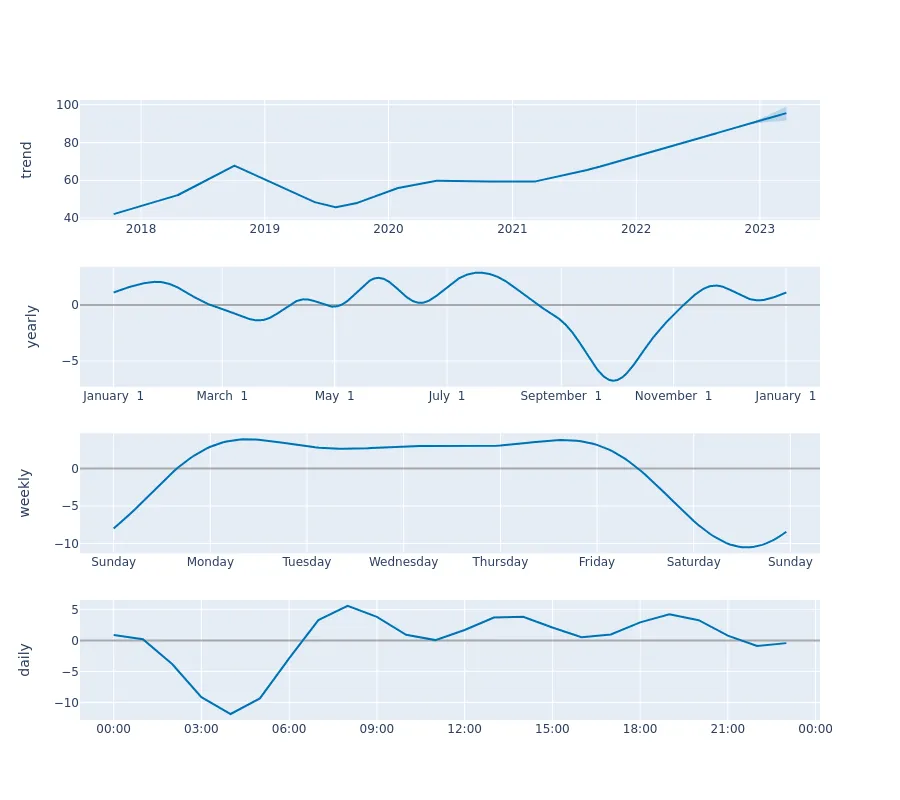 trend
100
80
60
40
2018 2019 2020 2021 2022 2023
yearly
0
−5
January 1 March 1 May 1 July 1 September 1 November 1 January 1
weekly
0
−5
−10
Sunday Monday Tuesday Wednesday Thursday Friday Saturday Sunday
daily
5
0
−5
−10
00:00 03:00 06:00 09:00 12:00 15:00 18:00 21:00 00:00